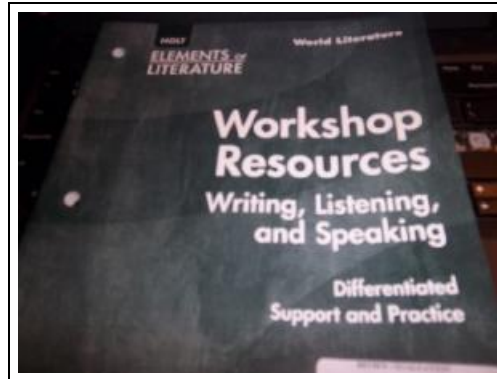 HOLT
World Literature
ELEMENTS OF
LITERATURE
Workshop
Resources
Writing, Listening,
and Speaking
Differentiated
Support and Practice